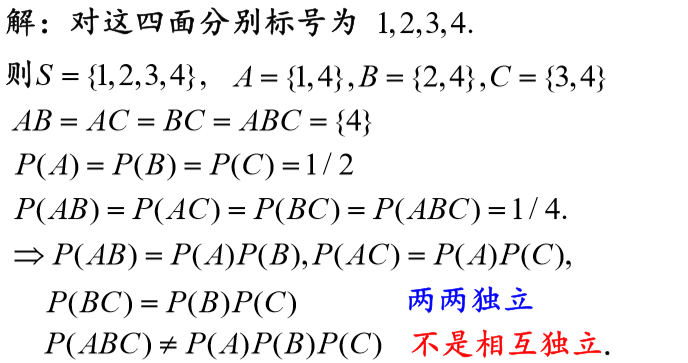 解：对这四面分别标号为 1,2,3,4.
则S = {1,2,3,4}, A = {1,4}, B = {2,4}, C = {3,4}
AB = AC = BC = ABC = {4}
P(A) = P(B) = P(C) = 1/2
P(AB) = P(AC) = P(BC) = P(ABC) = 1/4.
⇒ P(AB) = P(A)P(B), P(AC) = P(A)P(C),
P(BC) = P(B)P(C) 两两独立
P(ABC) ≠ P(A)P(B)P(C) 不是相互独立.